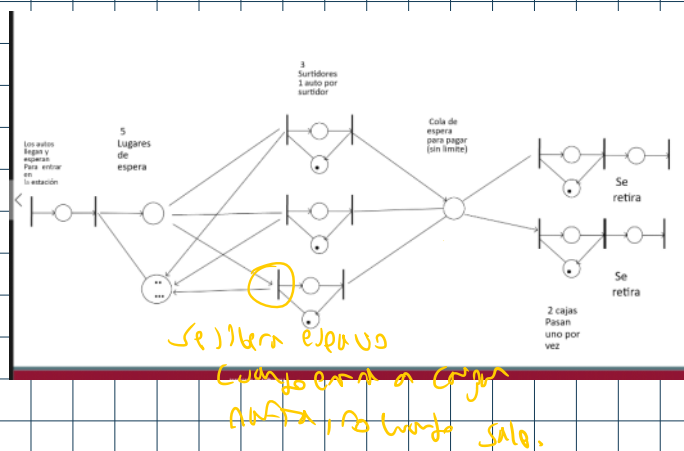 3
Surtidores
1 auto por
surtidor
Cola de
espera
para pagar
(sin limite)
5
Lugares
de
espera
Los autos
llegan y
esperan
Para entrar
en
la estación
Se
retira
Se
retira
2 cajas
Pasan
uno por
vez
Se libera espacio
cuando entra a cargar
nafta, no cuando sale.